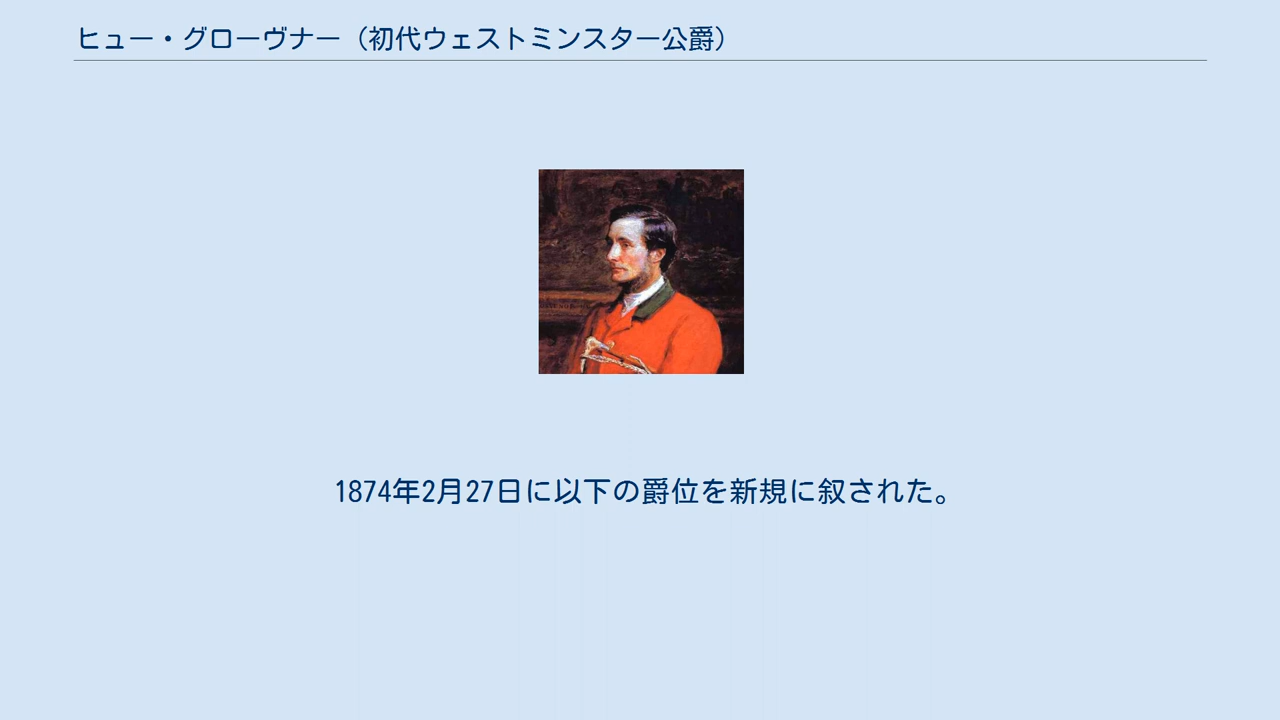 ヒュー・グローヴナー（初代ウェストミンスター公爵）
1874年2月27日に以下の爵位を新規に叙された。